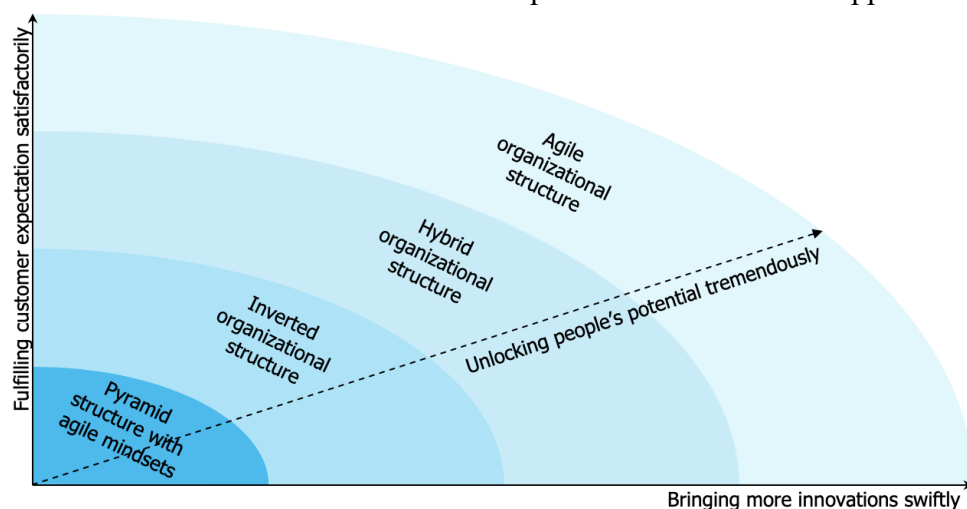 Fulfilling customer expectation satisfactorily
Agile
organizational
structure
Hybrid
organizational
structure
Inverted
organizational
structure
Pyramid
structure with
agile mindsets
Unlocking people's potential tremendously
Bringing more innovations swiftly